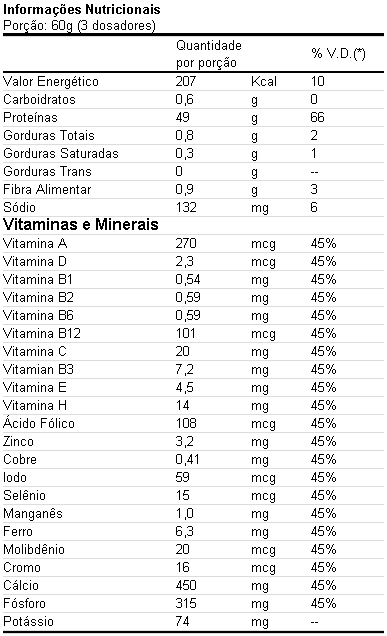 Informações Nutricionais
Porção: 60g (3 dosadores)
Quantidade por porção % V.D.(*)
Valor Energético 207 Kcal 10
Carboidratos 0,6 g 0
Proteínas 49 g 66
Gorduras Totais 0,8 g 2
Gorduras Saturadas 0,3 g 1
Gorduras Trans 0 g --
Fibra Alimentar 0,9 g 3
Sódio 132 mg 6
Vitaminas e Minerais
Vitamina A 270 mcg 45%
Vitamina D 2,3 mcg 45%
Vitamina B1 0,54 mg 45%
Vitamina B2 0,59 mg 45%
Vitamina B6 0,59 mg 45%
Vitamina B12 101 mcg 45%
Vitamina C 20 mg 45%
Vitamian B3 7,2 mg 45%
Vitamina E 4,5 mg 45%
Vitamina H 14 mg 45%
Ácido Fólico 108 mcg 45%
Zinco 3,2 mg 45%
Cobre 0,41 mg 45%
Iodo 59 mcg 45%
Selênio 15 mcg 45%
Manganês 1,0 mg 45%
Ferro 6,3 mg 45%
Molibdênio 20 mcg 45%
Cromo 16 mcg 45%
Cálcio 450 mg 45%
Fósforo 315 mg 45%
Potássio 74 mg --